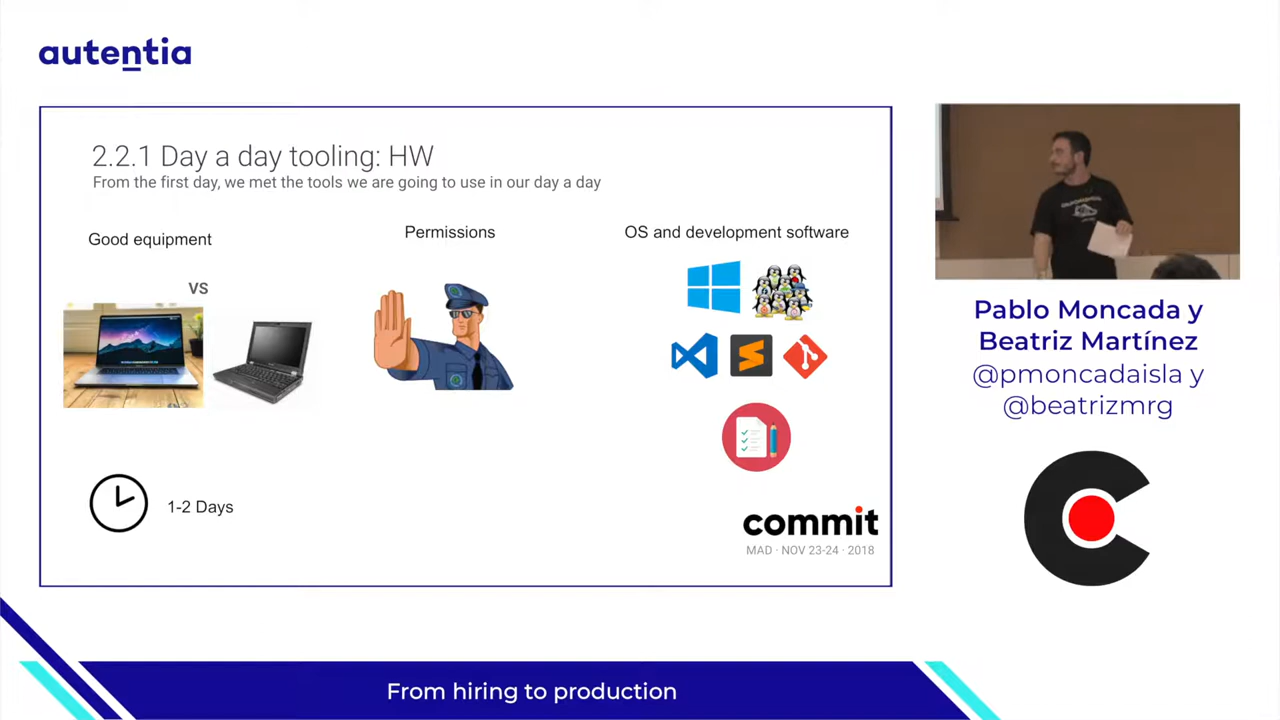 autentia
2.2.1 Day a day tooling: HW
From the first day, we met the tools we are going to use in our day a day
Good equipment
Permissions
OS and development software
VS
1-2 Days
commit
MAD · NOV 23-24 · 2018
Pablo Moncada y
Beatriz Martínez
@pmoncadaisla y
@beatrizmrg
From hiring to production